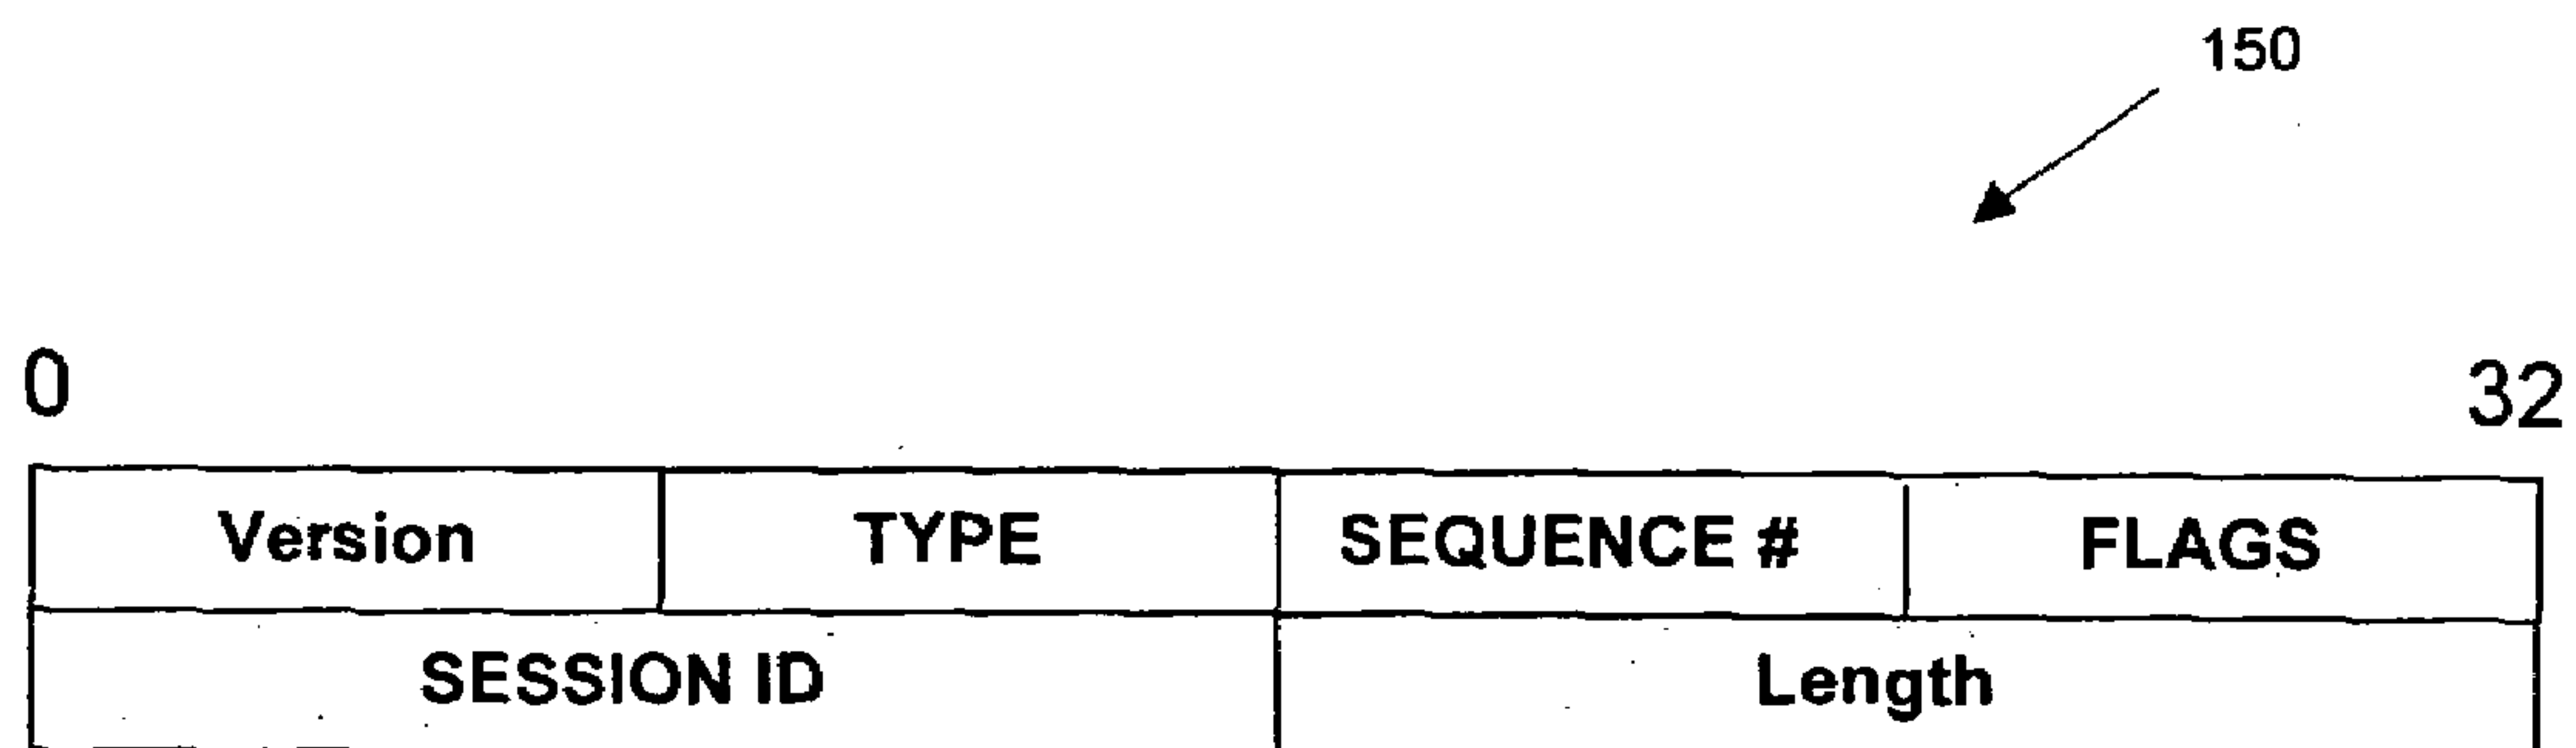 150
0 32
Version TYPE SEQUENCE # FLAGS
SESSION ID Length